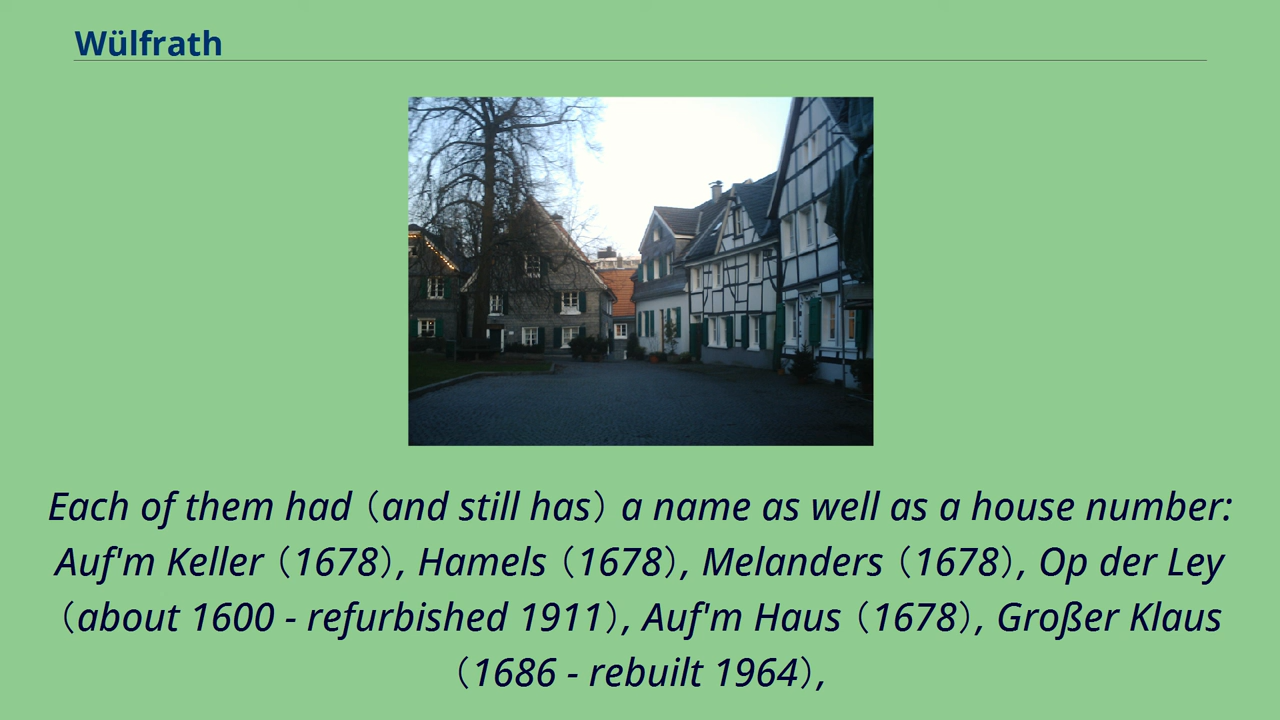 Wülfrath
Each of them had (and still has) a name as well as a house number:
Auf'm Keller (1678), Hamels (1678), Melanders (1678), Op der Ley
(about 1600 - refurbished 1911), Auf'm Haus (1678), Großer Klaus
(1686 - rebuilt 1964),